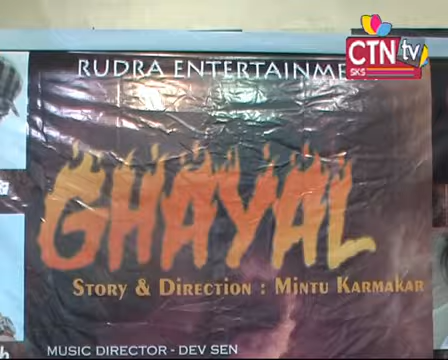 CTN tv
SKS
RUDRA ENTERTAINME
GHAYAL
STORY & DIRECTION : MINTU KARMAKAR
MUSIC DIRECTOR - DEV SEN